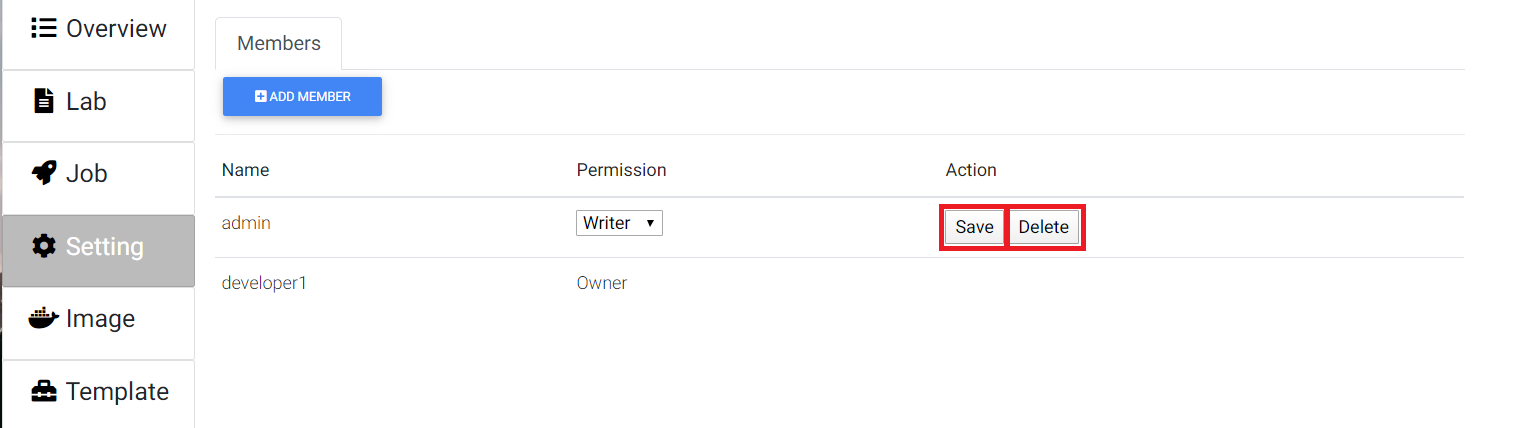 Overview
Lab
Job
Setting
Image
Template
Members
ADD MEMBER
Name Permission Action
admin Writer Save Delete
developer1 Owner